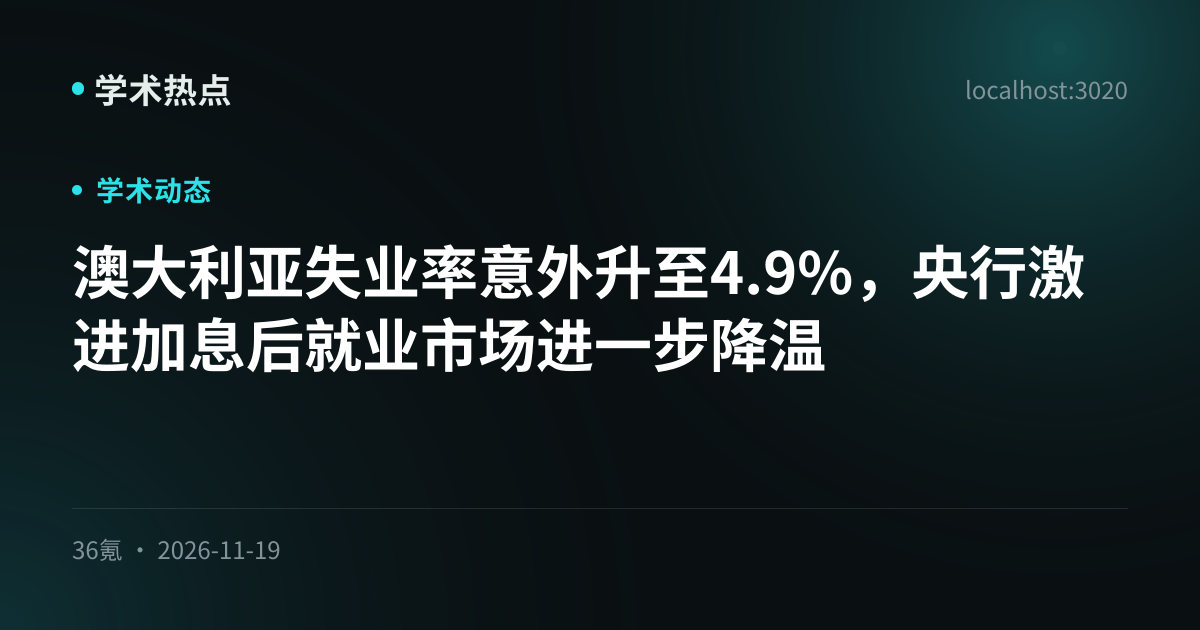 学术热点
localhost:3020
学术动态
澳大利亚失业率意外升至4.9%，央行激
进加息后就业市场进一步降温
36氪 · 2026-11-19